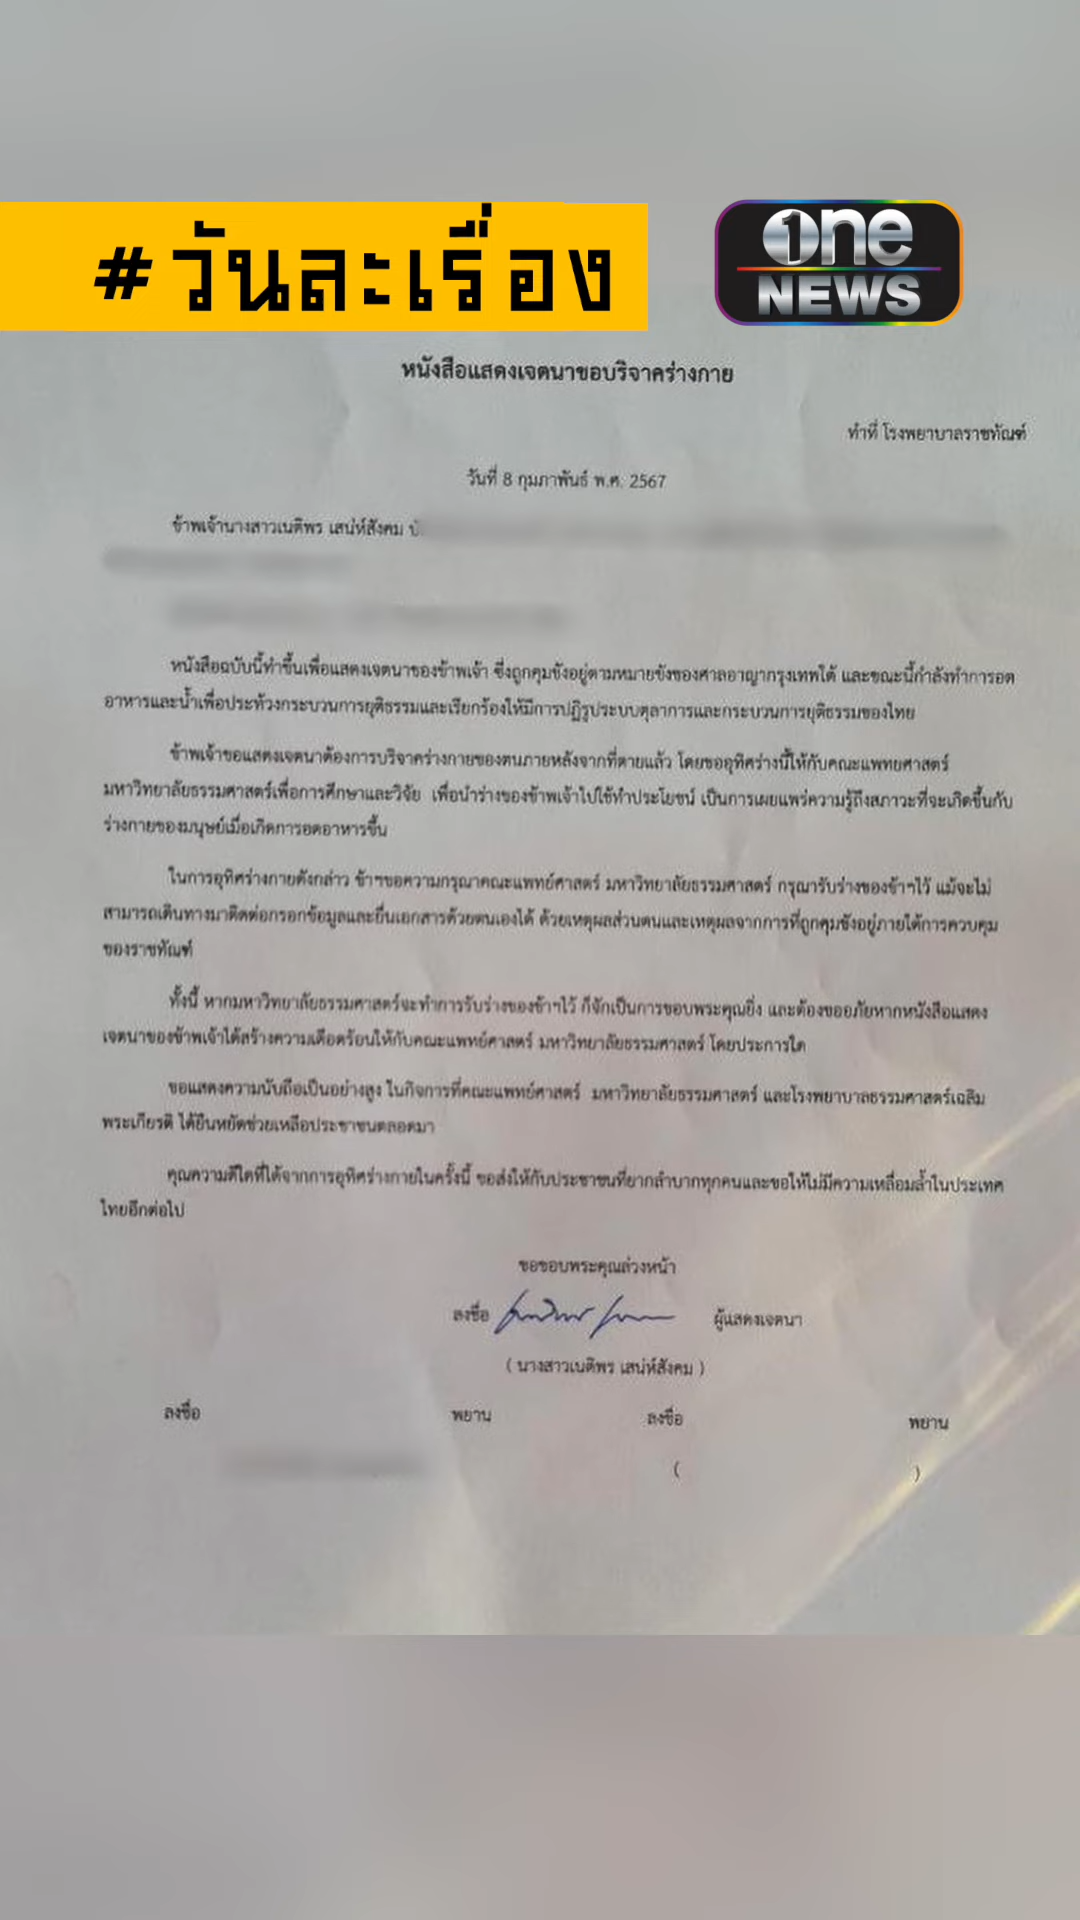 #วันละเรื่อง
one
NEWS
หนังสือแสดงเจตนาขอบริจาคร่างกาย
ทำที่ โรงพยาบาลราชทัณฑ์
วันที่ 8 กุมภาพันธ์ พ.ศ. 2567
ข้าพเจ้านางสาวเนติพร เสน่ห์สังคม
หนังสือฉบับนี้ทำขึ้นเพื่อแสดงเจตนาของข้าพเจ้า ซึ่งถูกคุมขังอยู่ตามหมายขังของศาลอาญากรุงเทพใต้ และขณะนี้กำลังทำการอด
อาหารและน้ำเพื่อประท้วงกระบวนการยุติธรรมและเรียกร้องให้มีการปฏิรูประบบตุลาการและกระบวนการยุติธรรมของไทย
ข้าพเจ้าขอแสดงเจตนาต้องการบริจาคร่างกายของตนภายหลังจากที่ตายแล้ว โดยขออุทิศร่างนี้ให้กับคณะแพทยศาสตร์
มหาวิทยาลัยธรรมศาสตร์เพื่อการศึกษาและวิจัย เพื่อนำร่างของข้าพเจ้าไปใช้ทำประโยชน์ เป็นการเผยแพร่ความรู้ถึงสภาวะที่จะเกิดขึ้นกับ
ร่างกายของมนุษย์เมื่อเกิดการอดอาหารขึ้น
ในการอุทิศร่างกายดังกล่าว ข้าฯขอความกรุณาคณะแพทย์ศาสตร์ มหาวิทยาลัยธรรมศาสตร์ กรุณารับร่างของข้าฯไว้ แม้จะไม่
สามารถเดินทางมาติดต่อกรอกข้อมูลและยื่นเอกสารด้วยตนเองได้ ด้วยเหตุผลส่วนตนและเหตุผลจากการที่ถูกคุมขังอยู่ภายใต้การควบคุม
ของราชทัณฑ์
ทั้งนี้ หากมหาวิทยาลัยธรรมศาสตร์จะทำการรับร่างของข้าฯไว้ ก็จักเป็นการขอบพระคุณยิ่ง และต้องขออภัยหากหนังสือแสดง
เจตนาของข้าพเจ้าได้สร้างความเดือดร้อนให้กับคณะแพทย์ศาสตร์ มหาวิทยาลัยธรรมศาสตร์ โดยประการใด
ขอแสดงความนับถือเป็นอย่างสูง ในกิจการที่คณะแพทย์ศาสตร์ มหาวิทยาลัยธรรมศาสตร์ และโรงพยาบาลธรรมศาสตร์เฉลิม
พระเกียรติ ได้ยืนหยัดช่วยเหลือประชาชนตลอดมา
คุณความดีใดที่ได้จากการอุทิศร่างกายในครั้งนี้ ขอส่งให้กับประชาชนที่ยากลำบากทุกคนและขอให้ไม่มีความเหลื่อมล้ำในประเทศ
ไทยอีกต่อไป
ขอขอบพระคุณล่วงหน้า
ลงชื่อ ผู้แสดงเจตนา
( นางสาวเนติพร เสน่ห์สังคม )
ลงชื่อ พยาน ลงชื่อ พยาน
( )